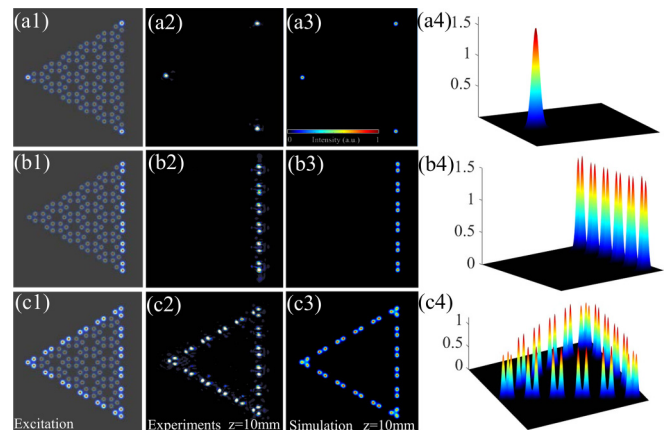 (a1)
(a2)
(a3)
(a4)
1.5
1
0.5
0
Intensity (a.u )
1
(b1)
(b2)
(b3)
(b4)
1.5
1
0.5
0
(c1)
(c2)
(c3)
(c4)
1
0.5
0
Excitation
Experiments z=10mm
Simulation z=10mm